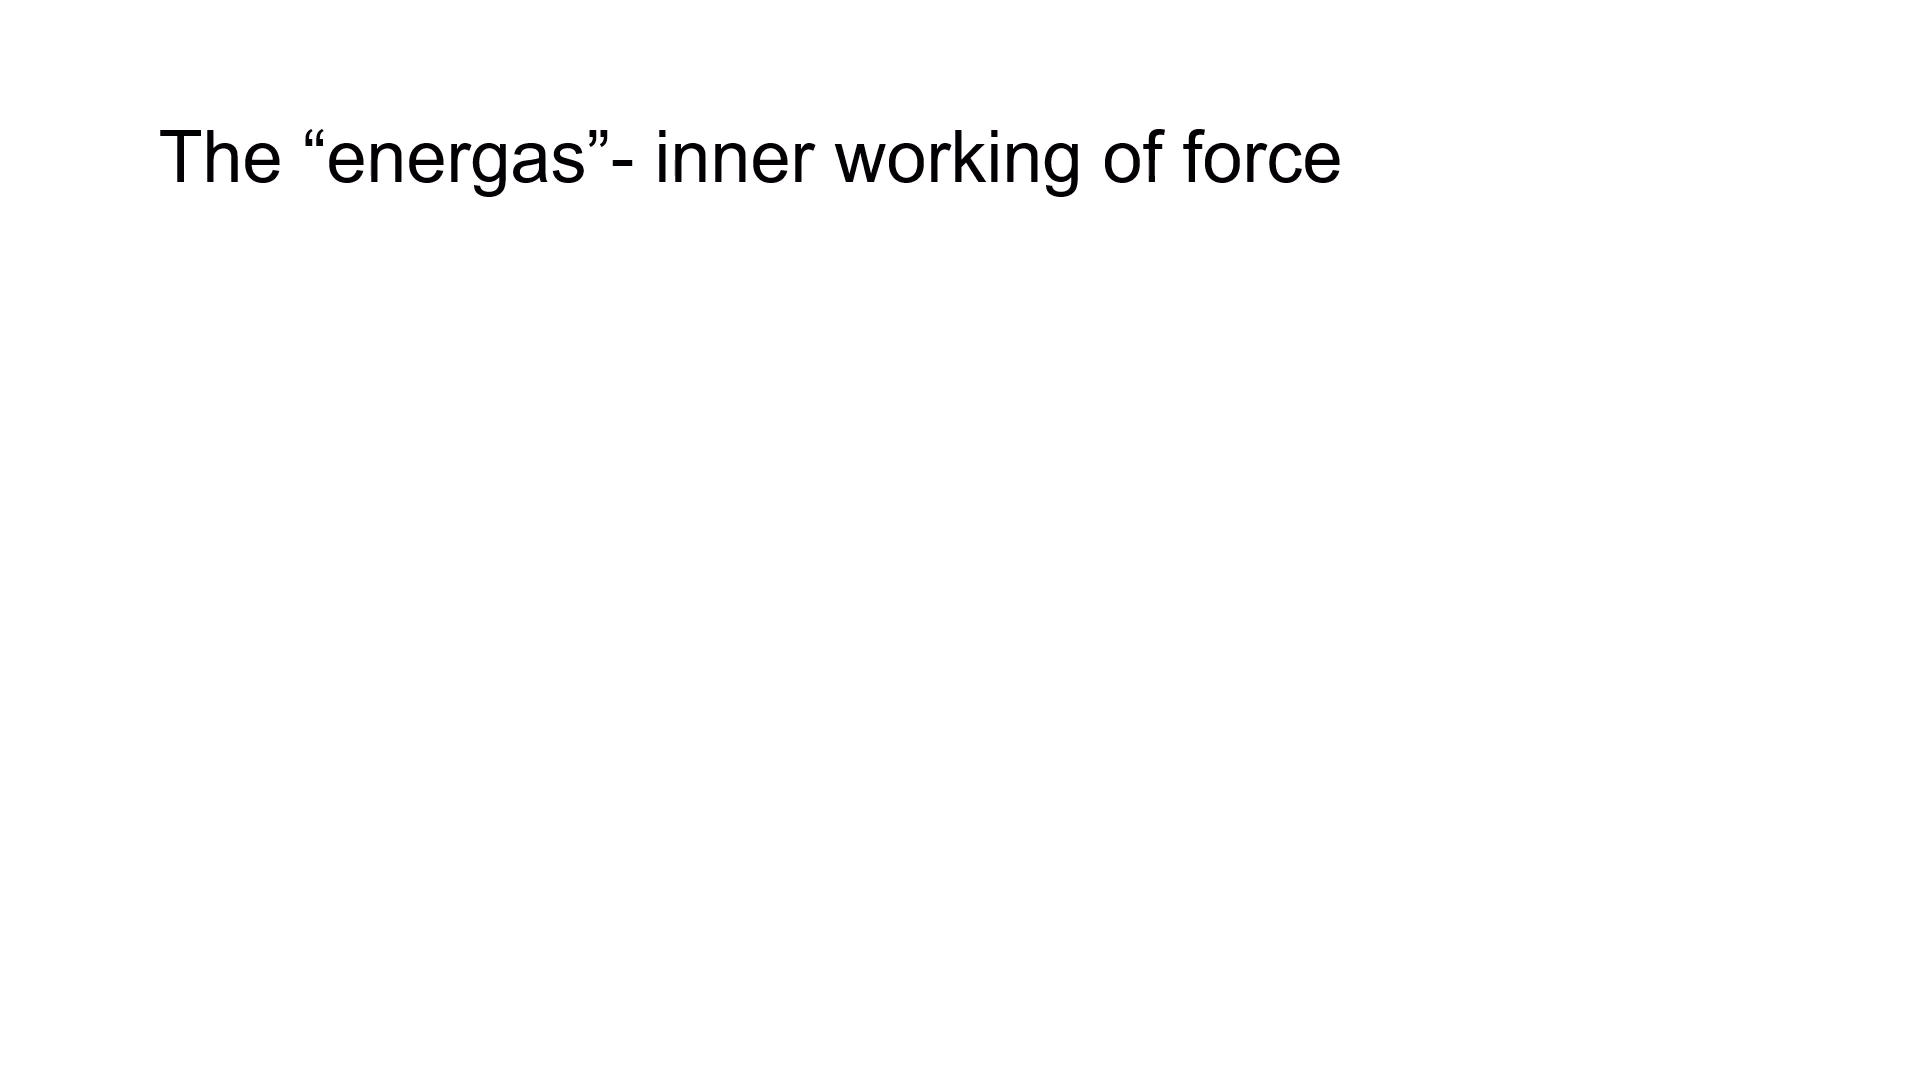 The “energas”- inner working of force